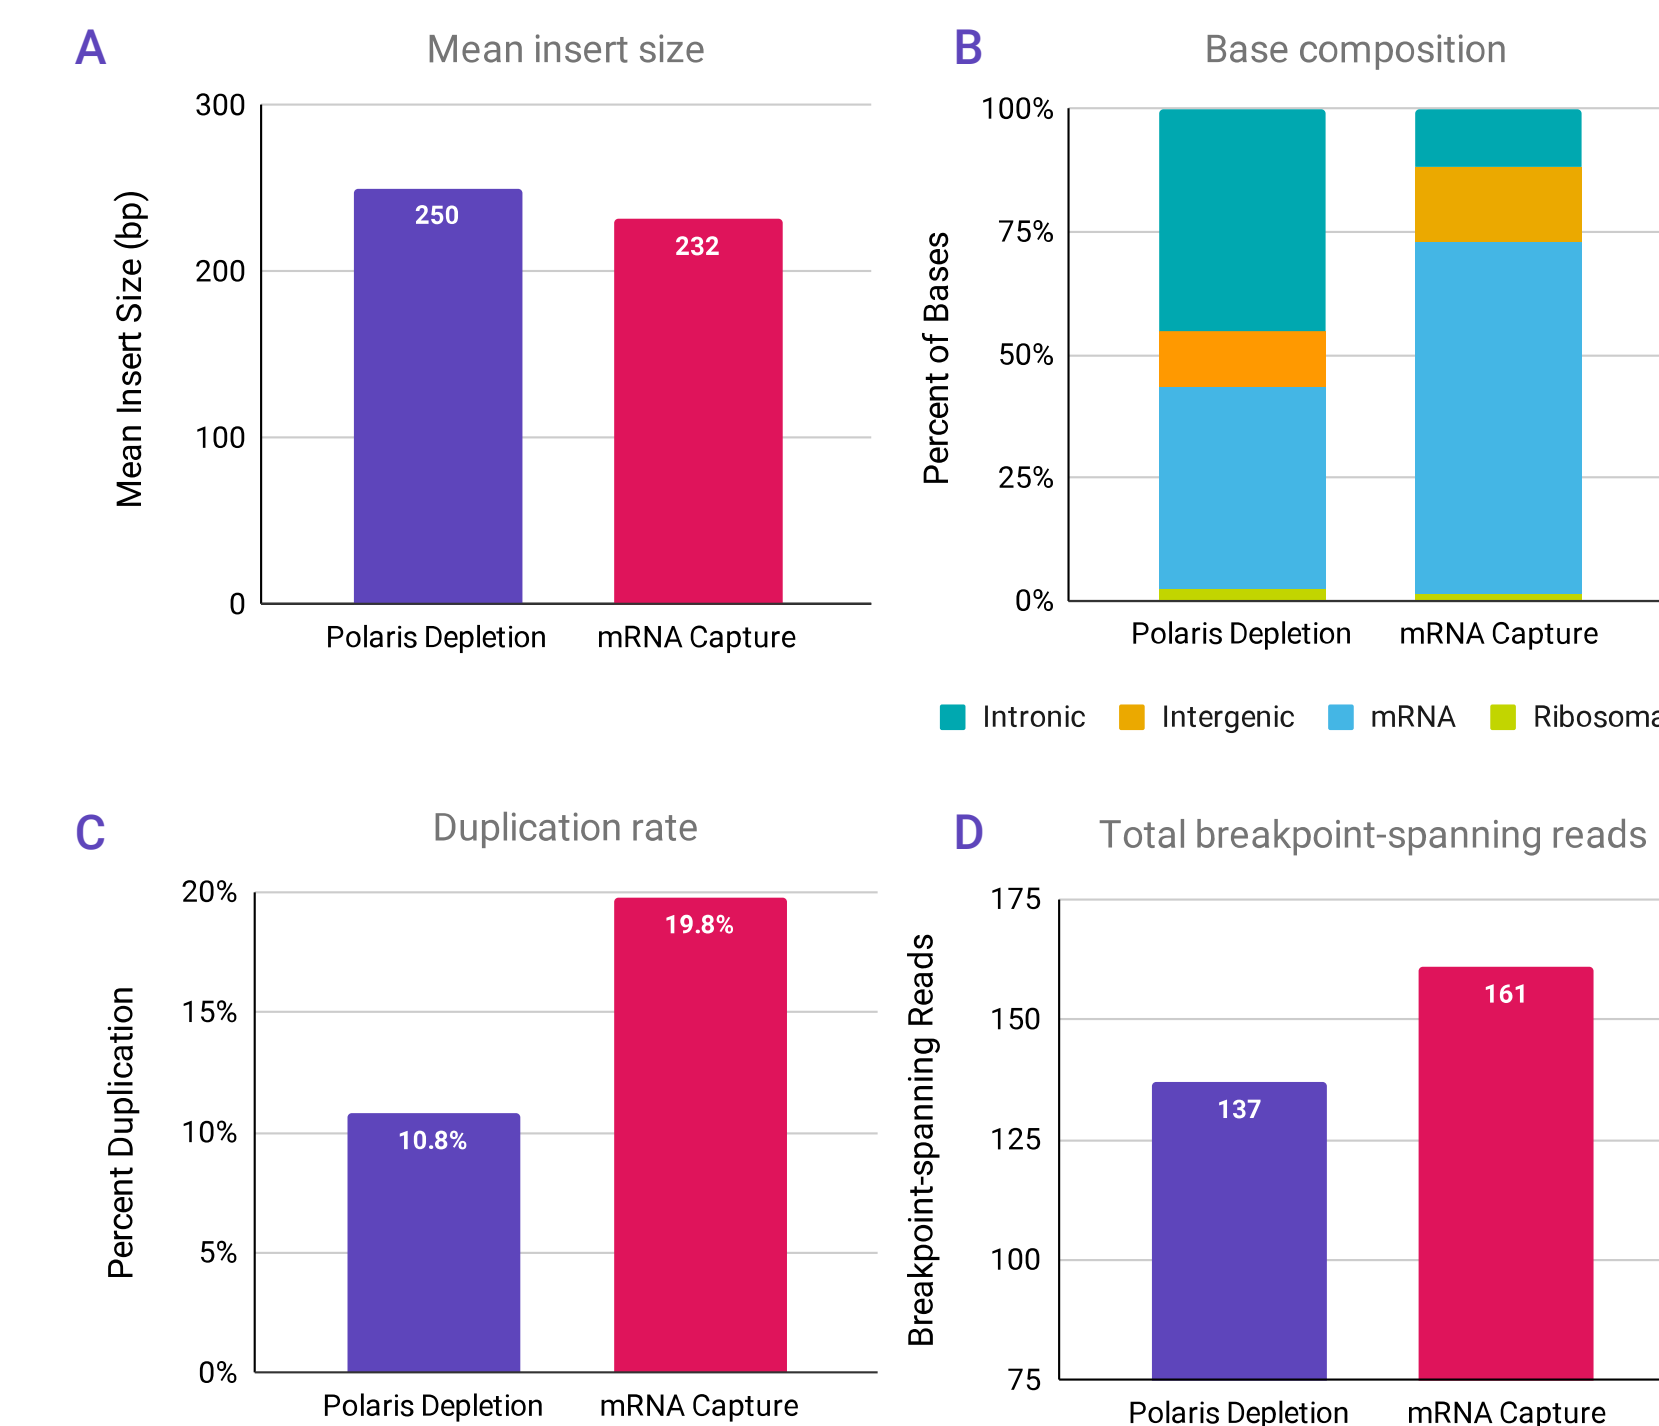 A
Mean insert size
300
200
100
0
Mean Insert Size (bp)
250
232
Polaris Depletion
mRNA Capture
B
Base composition
100%
75%
50%
25%
0%
Percent of Bases
Polaris Depletion
mRNA Capture
Intronic
Intergenic
mRNA
Ribosoma
C
Duplication rate
20%
15%
10%
5%
0%
Percent Duplication
10.8%
19.8%
Polaris Depletion
mRNA Capture
D
Total breakpoint-spanning reads
175
150
125
100
75
Breakpoint-spanning Reads
137
161
Polaris Depletion
mRNA Capture